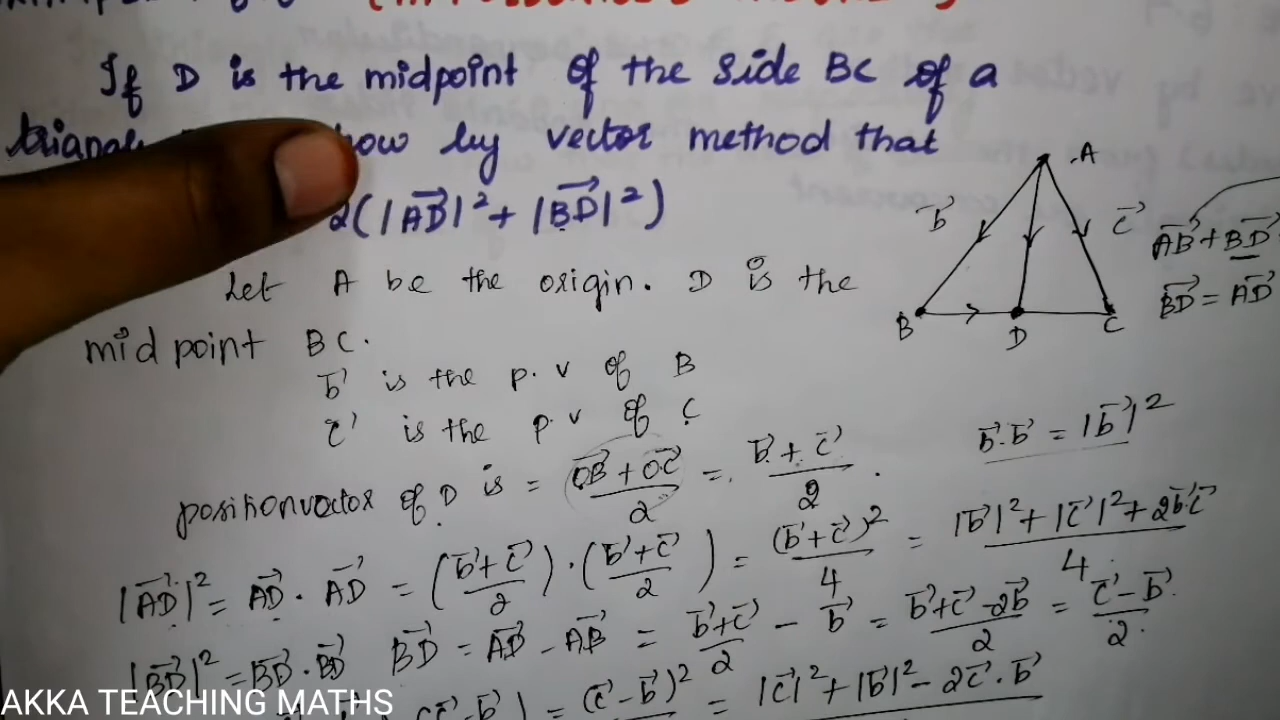 If D is the midpoint of the side BC of a
by vector method that
2(|AD|² + |BD|²)
A
b⃗
c⃗
AB⃗ + BD⃗
BD⃗ = AD⃗
B
D
C
Let A be the origin. D is the
midpoint BC.
b⃗ is the p.v of B
c⃗ is the p.v of C
b⃗.b⃗ = |b⃗|²
position vector of D is = (OB⃗ + OC⃗)/2 = (b⃗ + c⃗)/2.
|AD⃗|² = AD⃗ . AD⃗ = ((b⃗+c⃗)/2) . ((b⃗+c⃗)/2) = (b⃗+c⃗)²/4 = (|b⃗|²+|c⃗|²+2b⃗.c⃗)/4
|BD⃗|² = BD⃗ . BD⃗ BD⃗ = AD⃗ - AB⃗ = (b⃗+c⃗)/2 - b⃗ = (b⃗+c⃗-2b⃗)/2 = (c⃗-b⃗)/2.
(c⃗-b⃗) = (c⃗-b⃗)² = |c⃗|²+|b⃗|²-2c⃗.b⃗
AKKA TEACHING MATHS